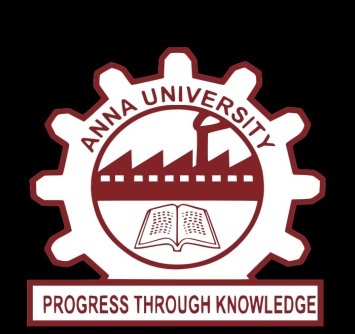 ANNA UNIVERSITY
PROGRESS THROUGH KNOWLEDGE